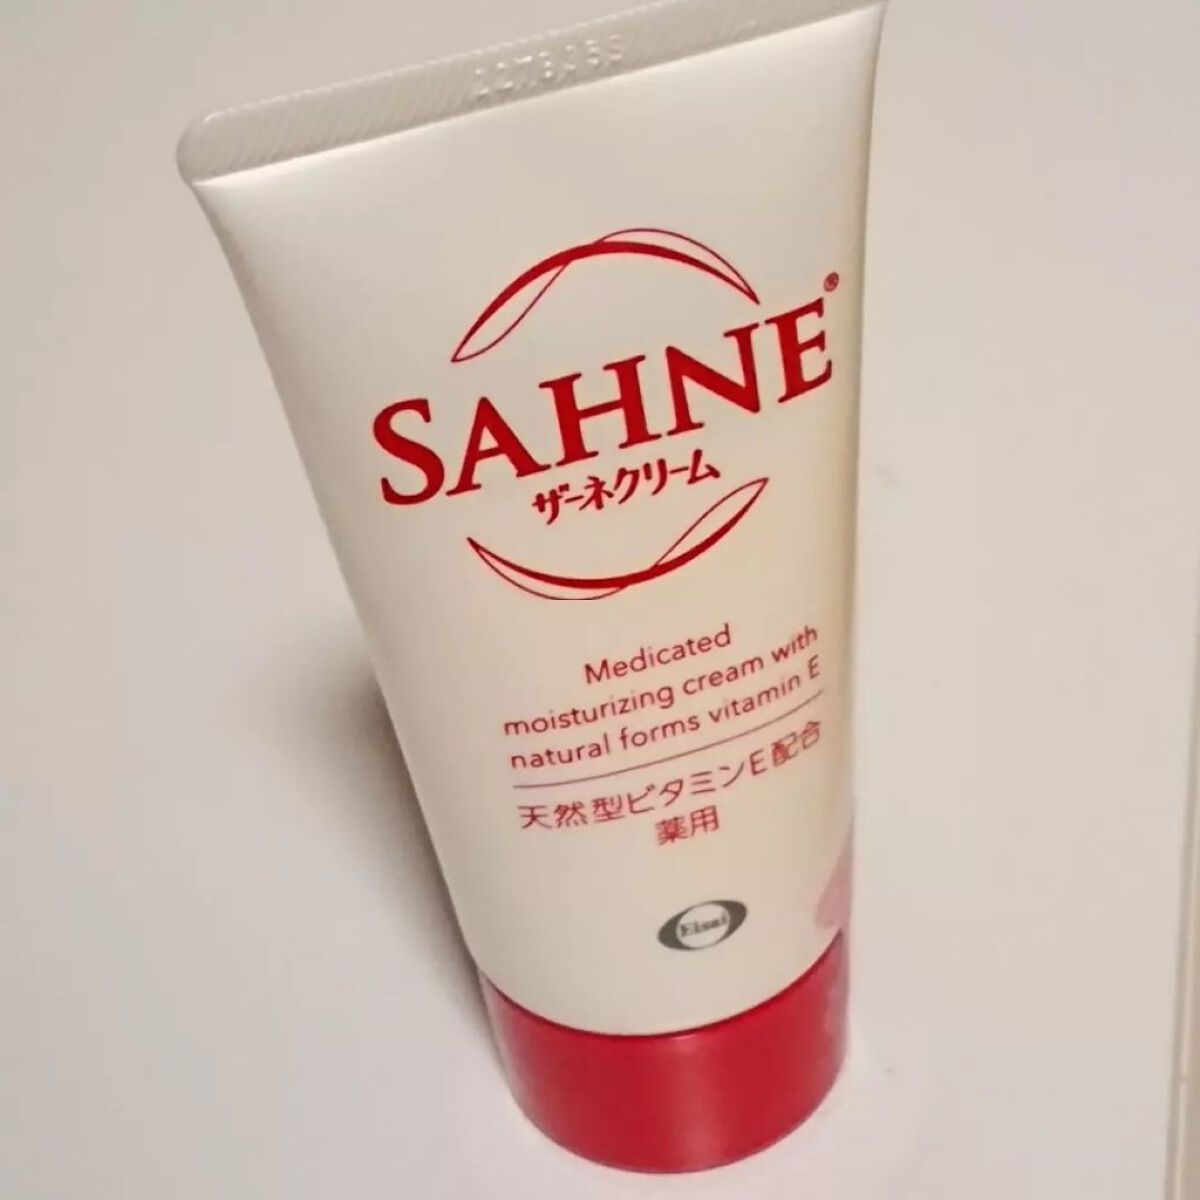 SAHNE®
ザーネクリーム
Medicated
moisturizing cream with
natural forms vitamin E
天然型ビタミンE配合
薬用
Eisai